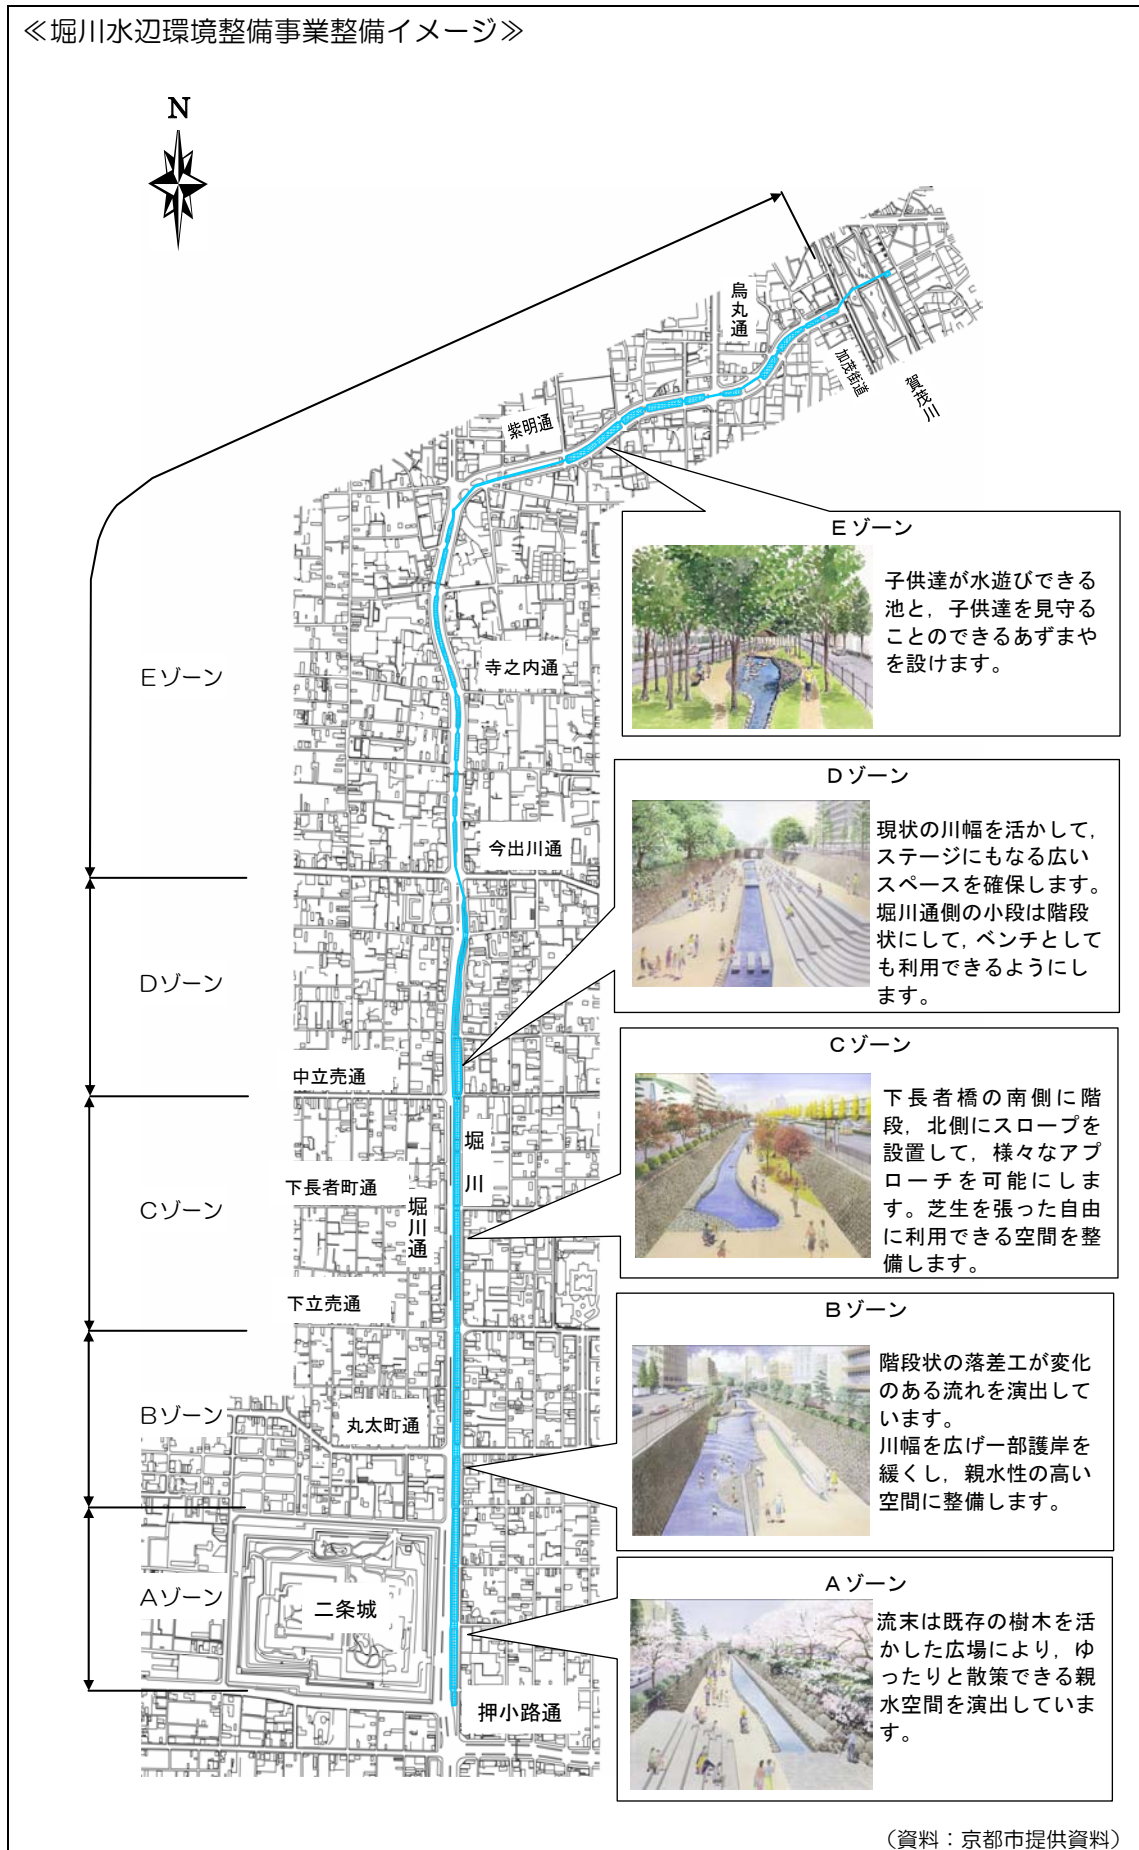 ≪堀川水辺環境整備事業整備イメージ≫
N
烏丸通
加茂街道
賀茂川
紫明通
Eゾーン
子供達が水遊びできる
池と，子供達を見守る
ことのできるあずまや
を設けます。
Eゾーン
寺之内通
今出川通
Dゾーン
現状の川幅を活かして，
ステージにもなる広い
スペースを確保します。
堀川通側の小段は階段
状にして，ベンチとして
も利用できるようにし
ます。
Dゾーン
中立売通
堀川
Cゾーン
下長者橋の南側に階
段，北側にスロープを
設置して，様々なアプ
ローチを可能にしま
す。芝生を張った自由
に利用できる空間を整
備します。
下長者町通
堀川通
Cゾーン
下立売通
Bゾーン
階段状の落差工が変化
のある流れを演出して
います。
川幅を広げ一部護岸を
緩くし，親水性の高い
空間に整備します。
Bゾーン
丸太町通
Aゾーン
流末は既存の樹木を活
かした広場により，ゆ
ったりと散策できる親
水空間を演出していま
す。
Aゾーン
二条城
押小路通
（資料：京都市提供資料）